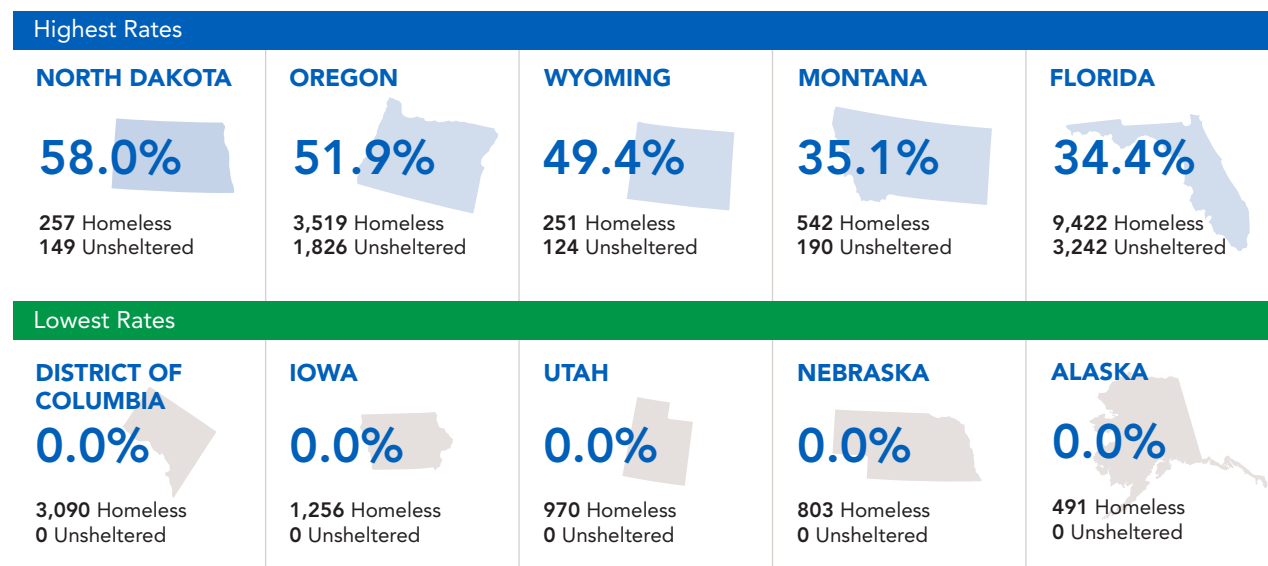 Highest Rates
NORTH DAKOTA
58.0%
257 Homeless
149 Unsheltered
OREGON
51.9%
3,519 Homeless
1,826 Unsheltered
WYOMING
49.4%
251 Homeless
124 Unsheltered
MONTANA
35.1%
542 Homeless
190 Unsheltered
FLORIDA
34.4%
9,422 Homeless
3,242 Unsheltered
Lowest Rates
DISTRICT OF
COLUMBIA
0.0%
3,090 Homeless
0 Unsheltered
IOWA
0.0%
1,256 Homeless
0 Unsheltered
UTAH
0.0%
970 Homeless
0 Unsheltered
NEBRASKA
0.0%
803 Homeless
0 Unsheltered
ALASKA
0.0%
491 Homeless
0 Unsheltered